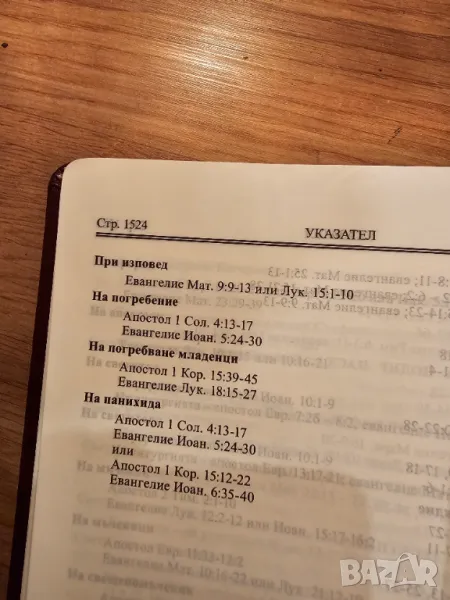 Стр. 1524
УКАЗАТЕЛ
При изповед
Евангелие Мат. 9:9-13 или Лук. 15:1-10
На погребение
Апостол 1 Сол. 4:13-17
Евангелие Иоан. 5:24-30
На погребване младенци
Апостол 1 Кор. 15:39-45
Евангелие Лук. 18:15-27
На панихида
Апостол 1 Сол. 4:13-17
Евангелие Иоан. 5:24-30
или
Апостол 1 Кор. 15:12-22
Евангелие Иоан. 6:35-40
BAZAR